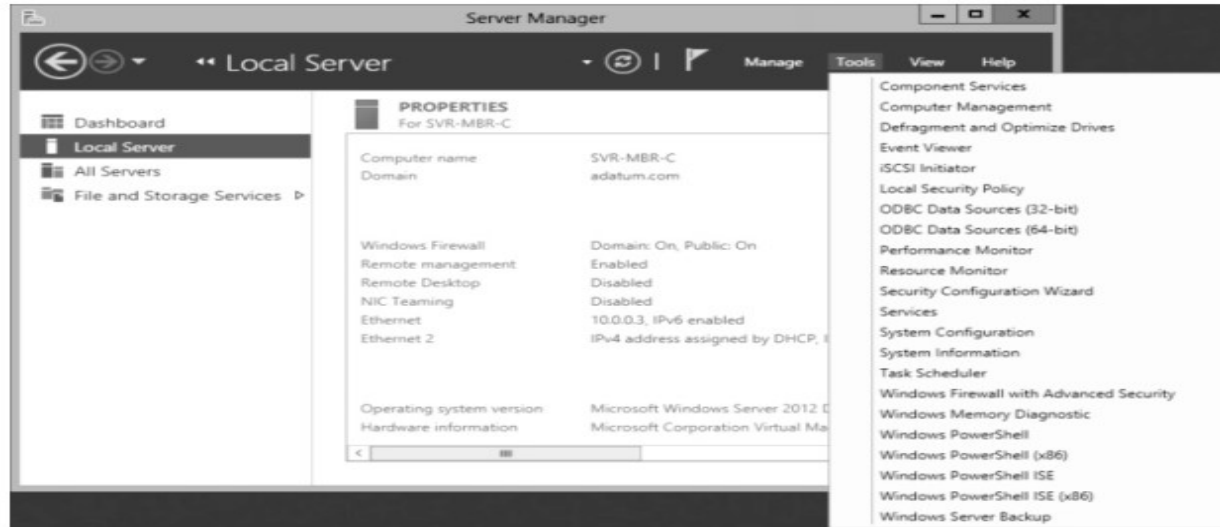 Server Manager
Local Server
Manage Tools View Help
Dashboard
Local Server
All Servers
File and Storage Services
PROPERTIES
For SVR-MBR-C
Computer name SVR-MBR-C
Domain adatum.com
Windows Firewall Domain: On, Public: On
Remote management Enabled
Remote Desktop Disabled
NIC Teaming Disabled
Ethernet 10.0.0.3, IPv6 enabled
Ethernet 2 IPv4 address assigned by DHCP,
Operating system version Microsoft Windows Server 2012
Hardware information Microsoft Corporation Virtual
Component Services
Computer Management
Defragment and Optimize Drives
Event Viewer
iSCSI Initiator
Local Security Policy
ODBC Data Sources (32-bit)
ODBC Data Sources (64-bit)
Performance Monitor
Resource Monitor
Security Configuration Wizard
Services
System Configuration
System Information
Task Scheduler
Windows Firewall with Advanced Security
Windows Memory Diagnostic
Windows PowerShell
Windows PowerShell (x86)
Windows PowerShell ISE
Windows PowerShell ISE (x86)
Windows Server Backup